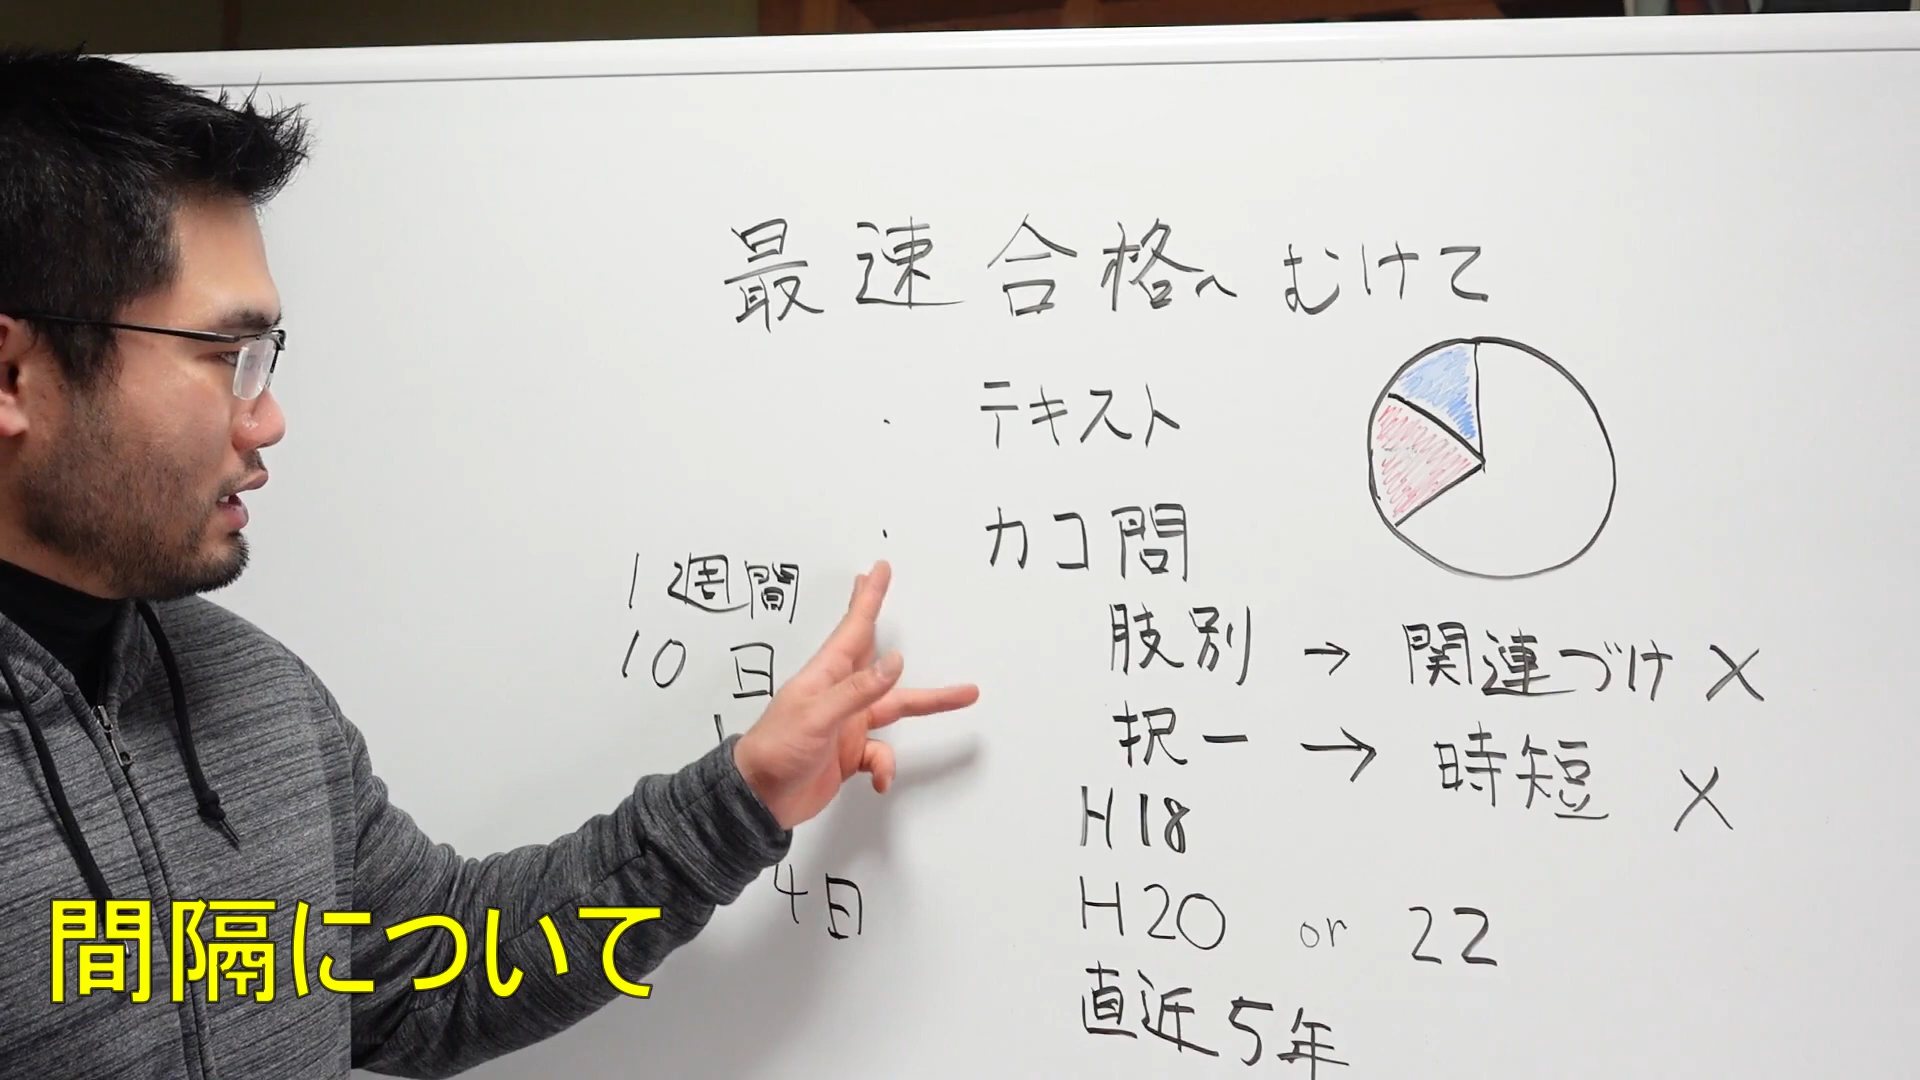 最速合格へむけて
・テキスト
・カコ問
1週間
10日
4日
肢別→関連づけ X
択一→時短 X
H18
H20 or 22
直近5年
間隔について